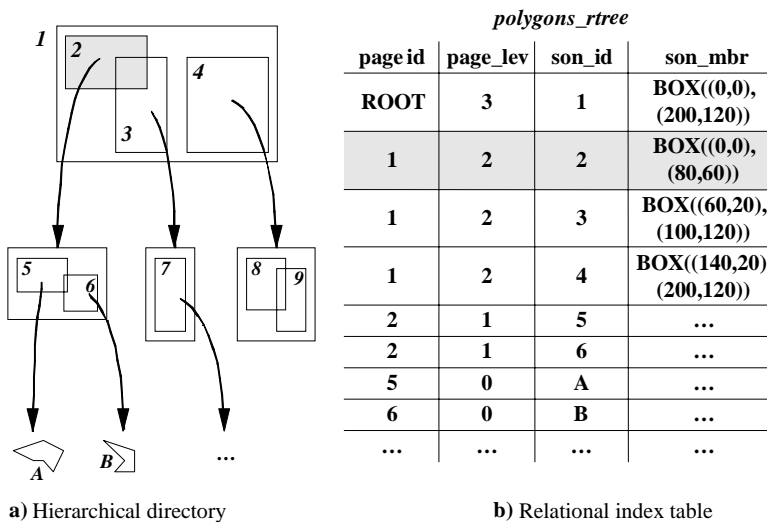 1
2
3
4
5
6
7
8
9
A
B
...
a) Hierarchical directory
polygons_rtree
page id page_lev son_id son_mbr
ROOT 3 1 BOX((0,0),
(200,120))
1 2 2 BOX((0,0),
(80,60))
1 2 3 BOX((60,20),
(100,120))
1 2 4 BOX((140,20)
(200,120))
2 1 5 ...
2 1 6 ...
5 0 A ...
6 0 B ...
... ... ... ...
b) Relational index table